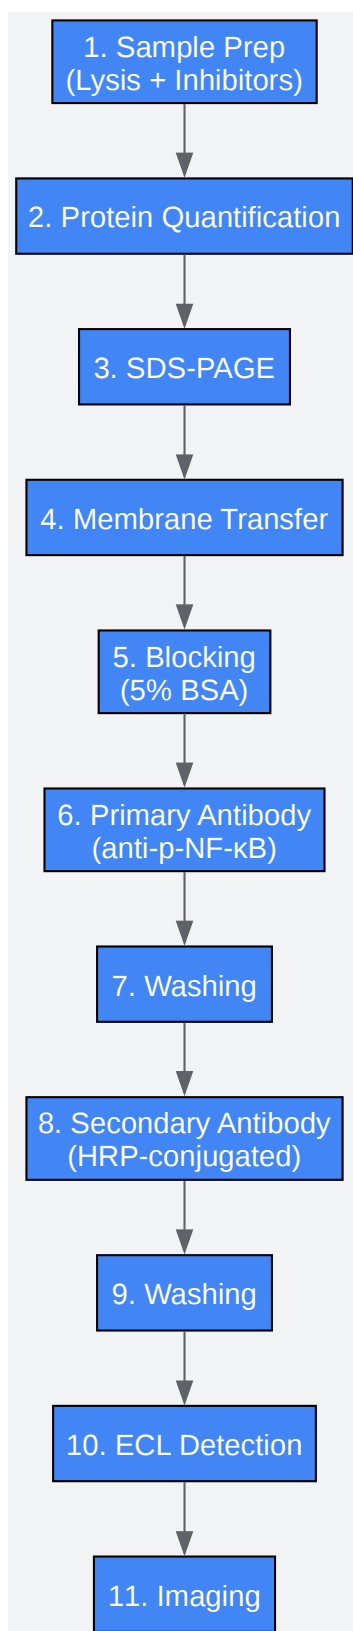 1. Sample Prep
(Lysis + Inhibitors)
2. Protein Quantification
3. SDS-PAGE
4. Membrane Transfer
5. Blocking
(5% BSA)
6. Primary Antibody
(anti-p-NF-κB)
7. Washing
8. Secondary Antibody
(HRP-conjugated)
9. Washing
10. ECL Detection
11. Imaging